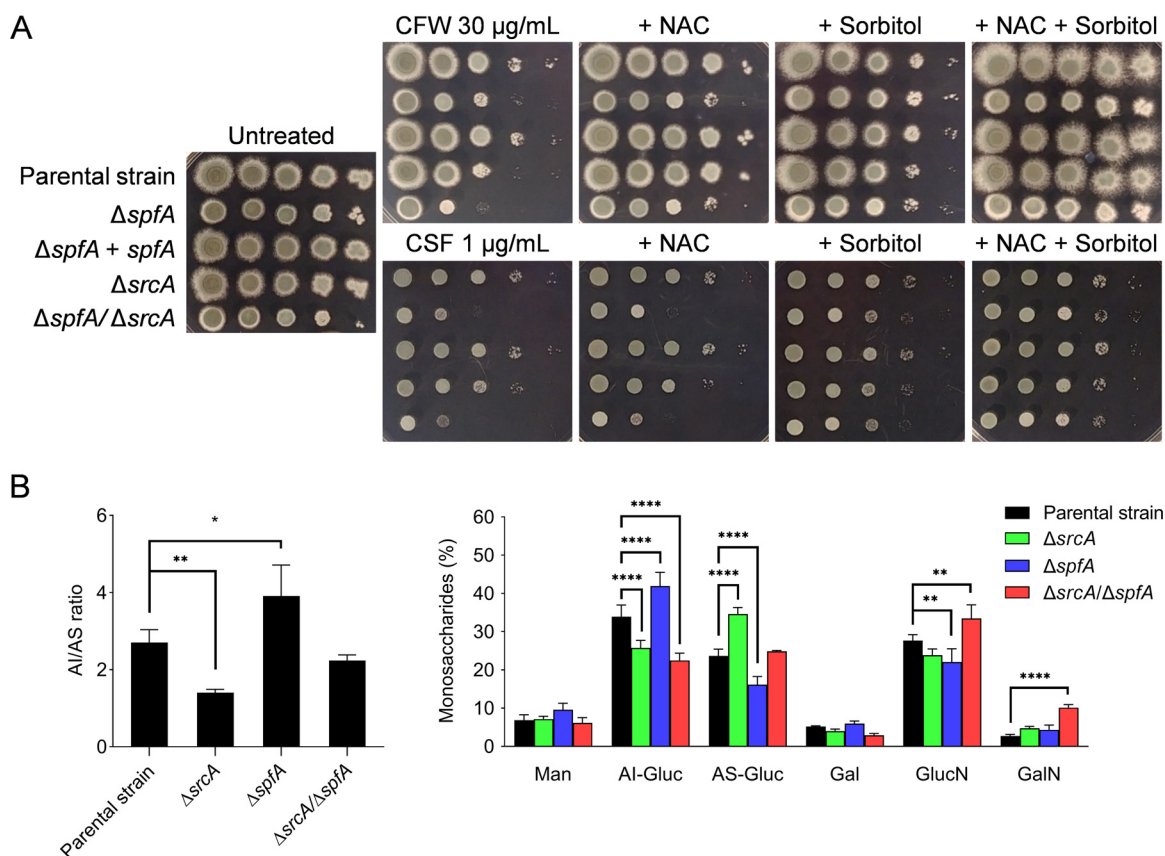 A
CFW 30 µg/mL
+ NAC
+ Sorbitol
+ NAC + Sorbitol
Untreated
Parental strain
ΔspfA
ΔspfA + spfA
ΔsrcA
ΔspfA/ΔsrcA
CSF 1 µg/mL
+ NAC
+ Sorbitol
+ NAC + Sorbitol
B
AI/AS ratio
6
4
2
0
*
**
Parental strain
ΔsrcA
ΔspfA
ΔsrcA/ΔspfA
Monosaccharides (%)
60
50
40
30
20
10
0
****
****
****
****
****
**
**
****
Man
AI-Gluc
AS-Gluc
Gal
GlucN
GalN
Parental strain
ΔsrcA
ΔspfA
ΔsrcA/ΔspfA